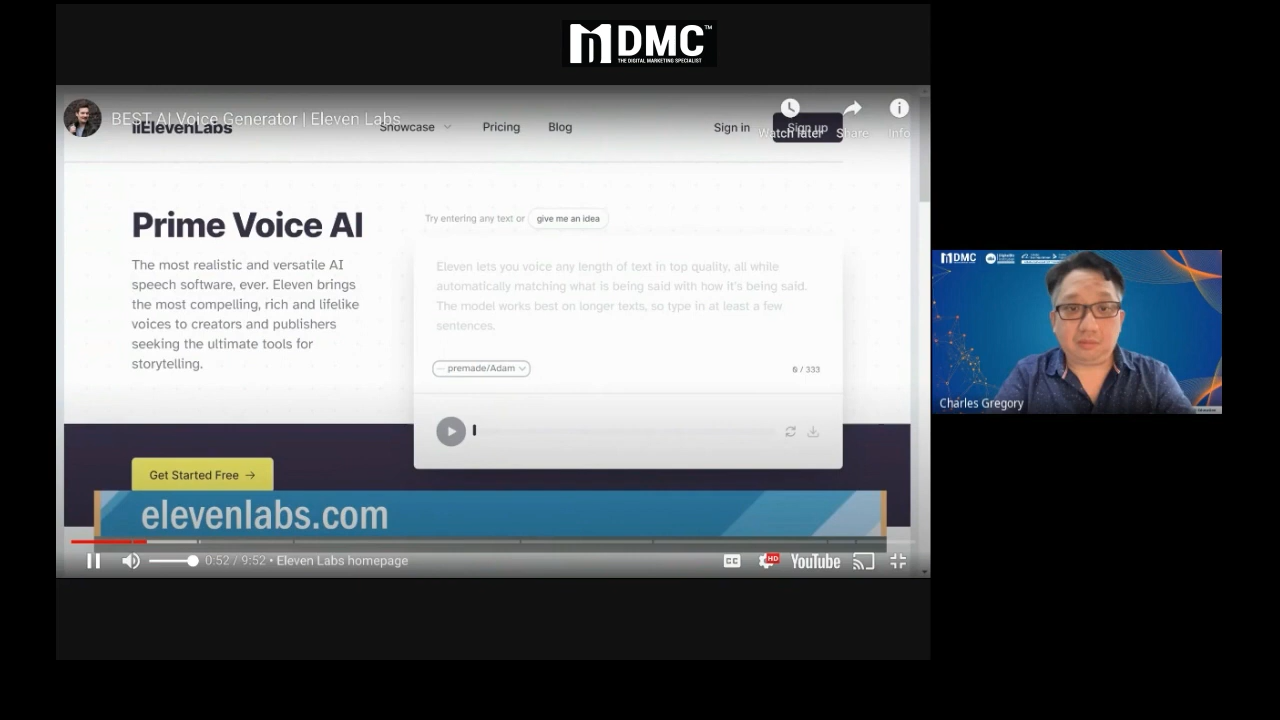 DMC
TM
THE DIGITAL MARKETING SPECIALIST
BEST AI Voice Generator | Eleven Labs
Watch later
Share
Info
IIElevenLabs
Showcase
Pricing
Blog
Sign in
Sign up
Prime Voice AI
The most realistic and versatile AI
speech software, ever. Eleven brings
the most compelling, rich and lifelike
voices to creators and publishers
seeking the ultimate tools for
storytelling.
Get Started Free →
Try entering any text or give me an idea
Eleven lets you voice any length of text in top quality, all while
automatically matching what is being said with how it's being said.
The model works best on longer texts, so type in at least a few
sentences.
premade/Adam
0 / 333
elevenlabs.com
0:52 / 9:52 • Eleven Labs homepage
CC
HD
YouTube
DMC
Charles Gregory